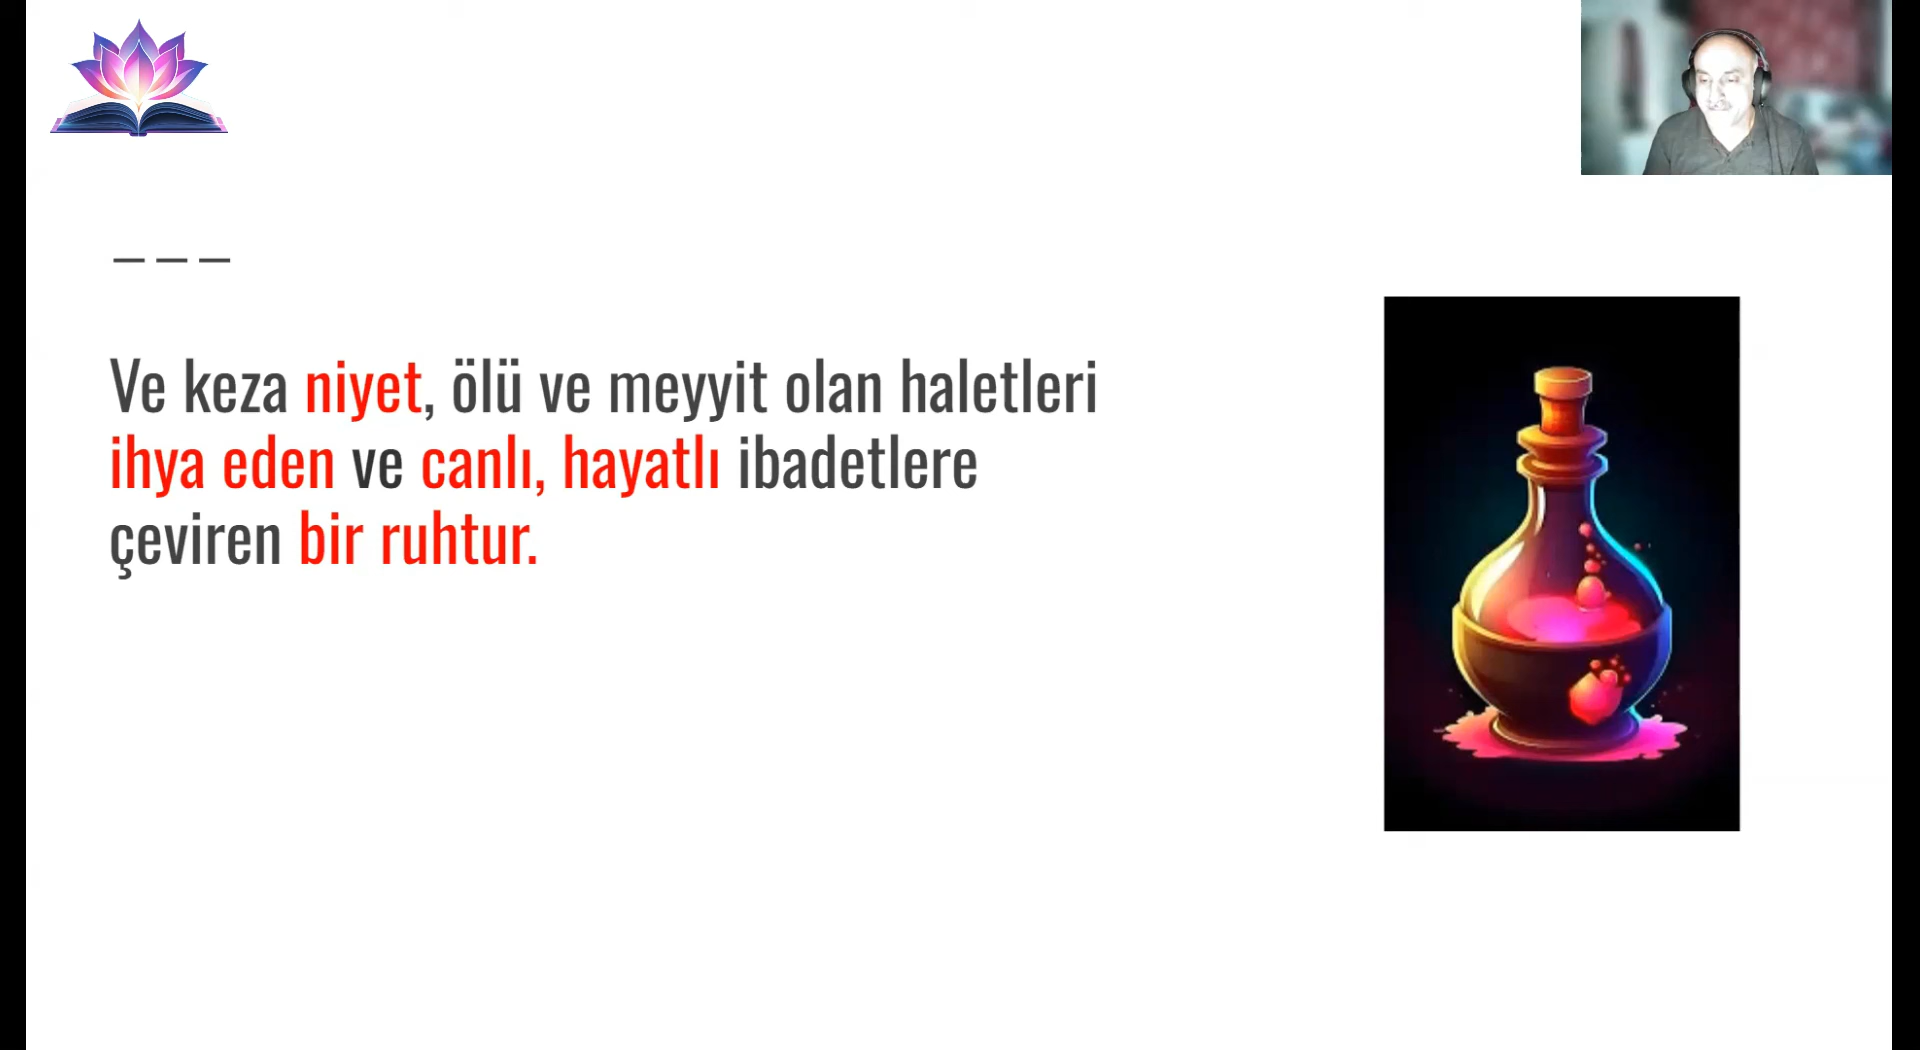 Ve keza niyet, ölü ve meyyit olan haletleri
ihya eden ve canlı, hayatlı ibadetlere
çeviren bir ruhtur.